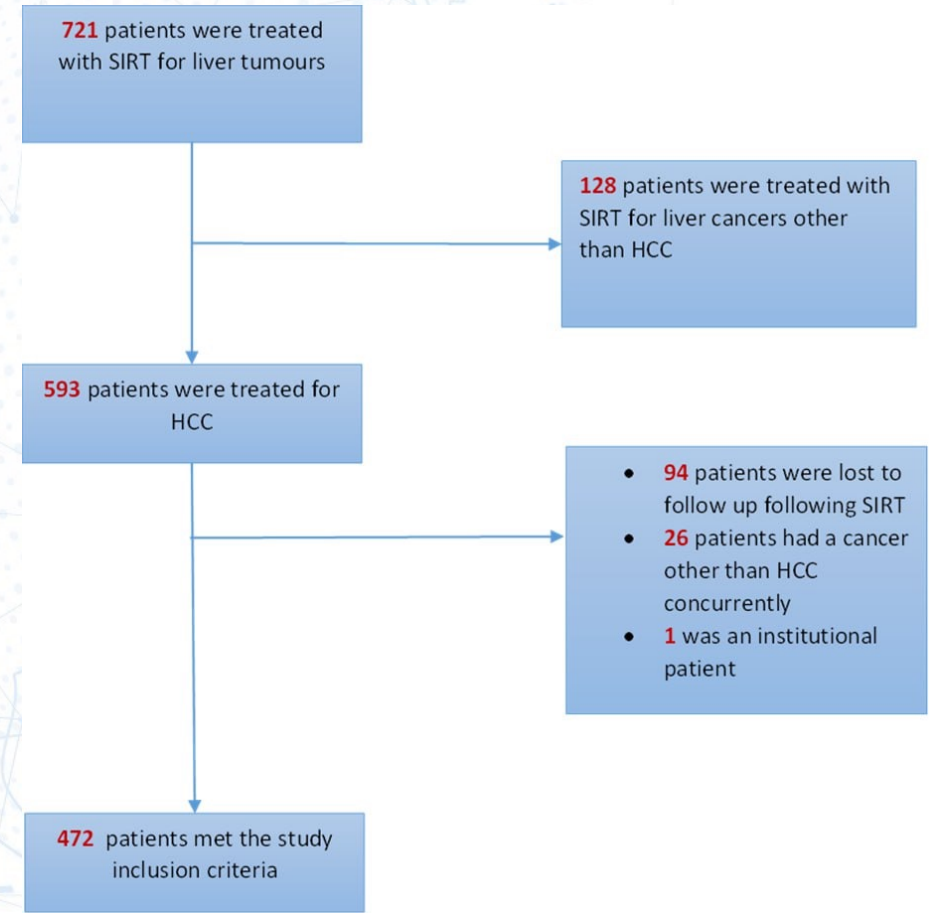 721 patients were treated
with SIRT for liver tumours
128 patients were treated with
SIRT for liver cancers other
than HCC
593 patients were treated for
HCC
• 94 patients were lost to
follow up following SIRT
• 26 patients had a cancer
other than HCC
concurrently
• 1 was an institutional
patient
472 patients met the study
inclusion criteria